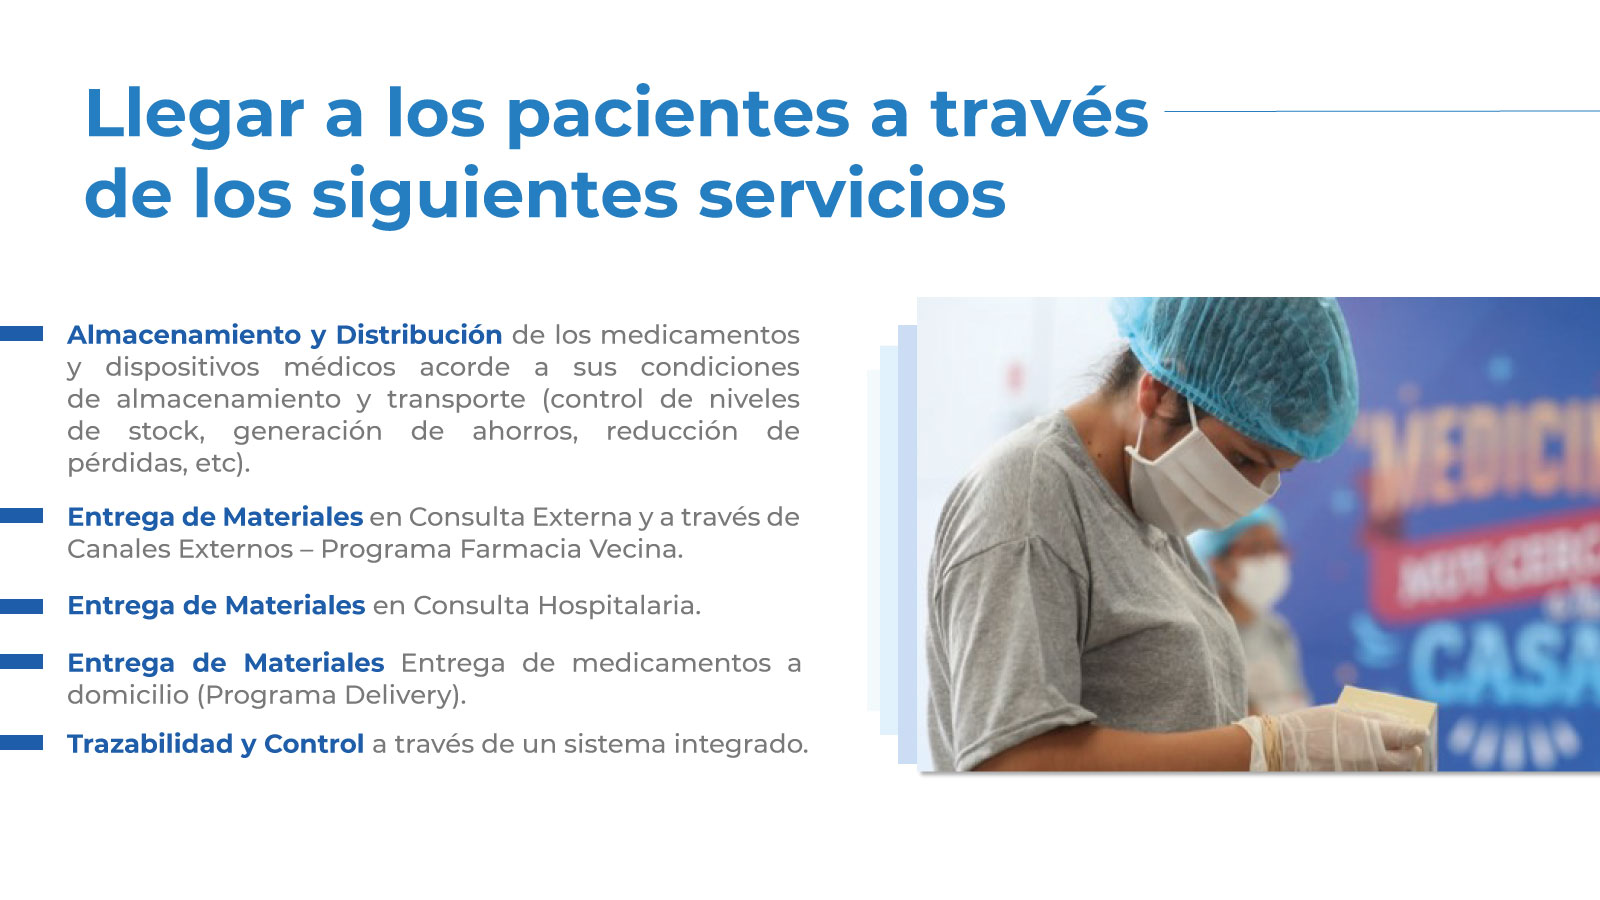 Llegar a los pacientes a través
de los siguientes servicios
Almacenamiento y Distribución de los medicamentos
y dispositivos médicos acorde a sus condiciones
de almacenamiento y transporte (control de niveles
de stock, generación de ahorros, reducción de
pérdidas, etc).
Entrega de Materiales en Consulta Externa y a través de
Canales Externos – Programa Farmacia Vecina.
Entrega de Materiales en Consulta Hospitalaria.
Entrega de Materiales Entrega de medicamentos a
domicilio (Programa Delivery).
Trazabilidad y Control a través de un sistema integrado.
MUY
CASA